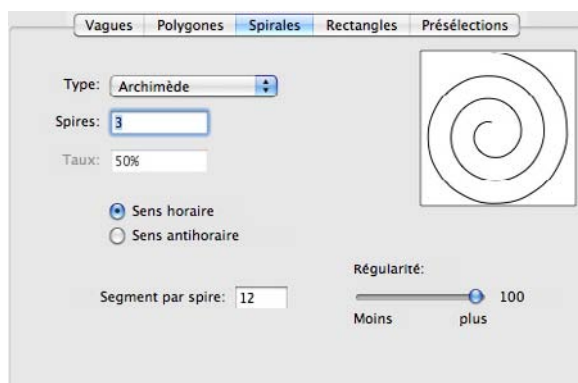 Vagues Polygones Spirales Rectangles Présélections
Type: Archimède
Spires: 3
Taux: 50%
Sens horaire
Sens antihoraire
Régularité:
Segment par spire: 12
100
Moins plus